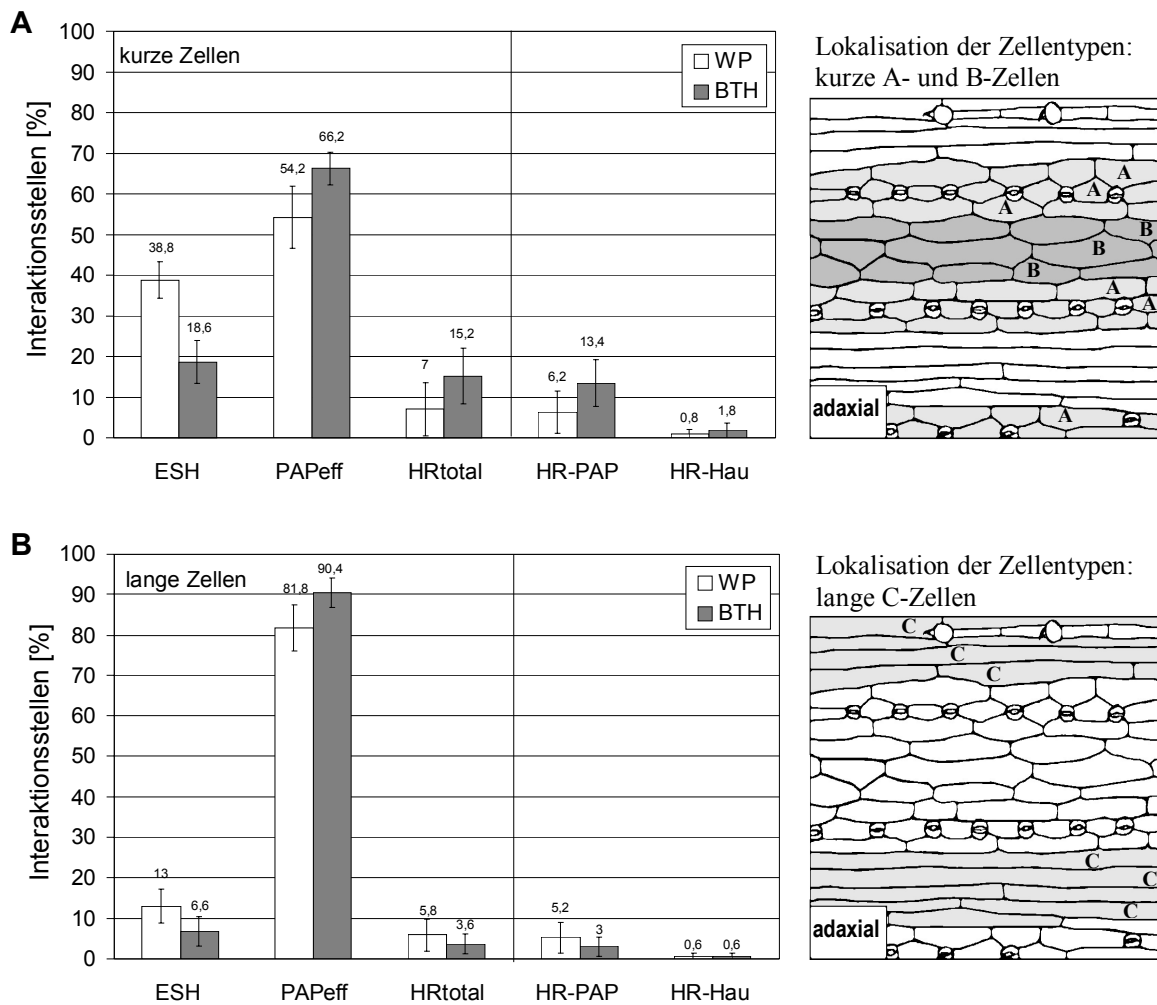 A
kurze Zellen
WP
BTH
Interaktionsstellen [%]
100
90
80
70
60
50
40
30
20
10
0
38,8
18,6
54,2
66,2
7
15,2
6,2
13,4
0,8
1,8
ESH
PAPeff
HRtotal
HR-PAP
HR-Hau
Lokalisation der Zellentypen:
kurze A- und B-Zellen
A
A
A
B
B
B
A
A
adaxial
A
B
lange Zellen
WP
BTH
Interaktionsstellen [%]
100
90
80
70
60
50
40
30
20
10
0
13
6,6
81,8
90,4
5,8
3,6
5,2
3
0,6
0,6
ESH
PAPeff
HRtotal
HR-PAP
HR-Hau
Lokalisation der Zellentypen:
lange C-Zellen
C
C
C
C
C
C
adaxial